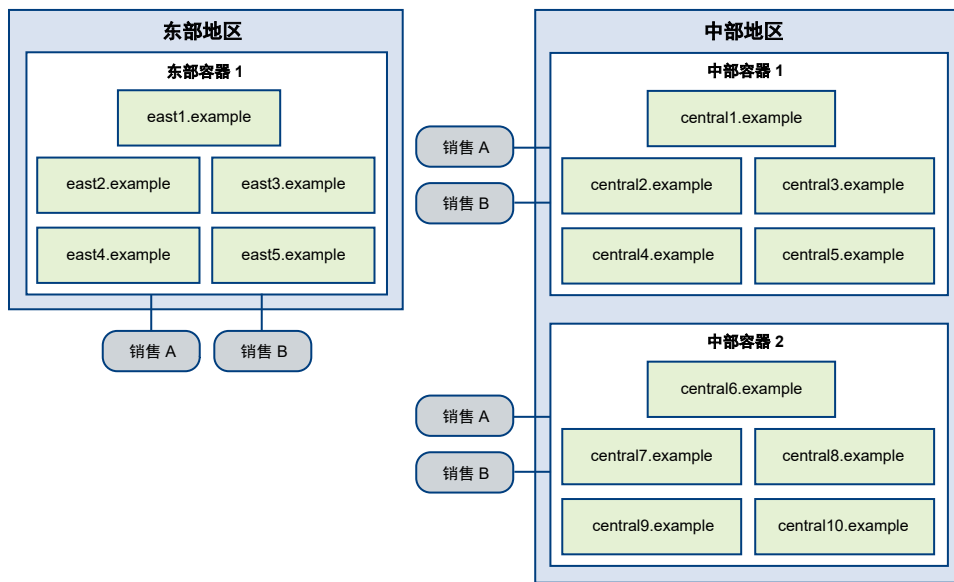 东部地区
东部容器 1
east1.example
east2.example
east3.example
east4.example
east5.example
销售 A
销售 B
中部地区
中部容器 1
销售 A
销售 B
central1.example
central2.example
central3.example
central4.example
central5.example
中部容器 2
销售 A
销售 B
central6.example
central7.example
central8.example
central9.example
central10.example